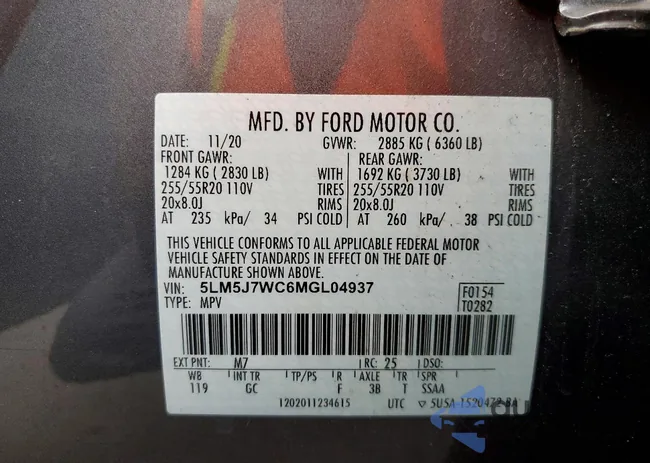 MFD. BY FORD MOTOR CO.
DATE: 11/20 GVWR: 2885 KG ( 6360 LB)
FRONT GAWR: REAR GAWR:
1284 KG ( 2830 LB) WITH 1692 KG ( 3730 LB) WITH
255/55R20 110V TIRES 255/55R20 110V TIRES
20x8.0J RIMS 20x8.0J RIMS
AT 235 kPa/ 34 PSI COLD AT 260 kPa/ 38 PSI COLD
THIS VEHICLE CONFORMS TO ALL APPLICABLE FEDERAL MOTOR
VEHICLE SAFETY STANDARDS IN EFFECT ON THE DATE OF
MANUFACTURE SHOWN ABOVE.
VIN: 5LM5J7WC6MGL04937 F0154
TYPE: MPV T0282
EXT PNT: M7 RC: 25 DSO:
WB INT TR TP/PS R AXLE TR SPR
119 GC F 3B T SSAA
1202011234615 UTC ▽ 5USA-1520472-BA